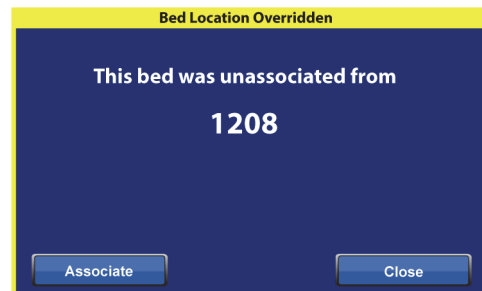 Bed Location Overridden
This bed was unassociated from
1208
Associate
Close